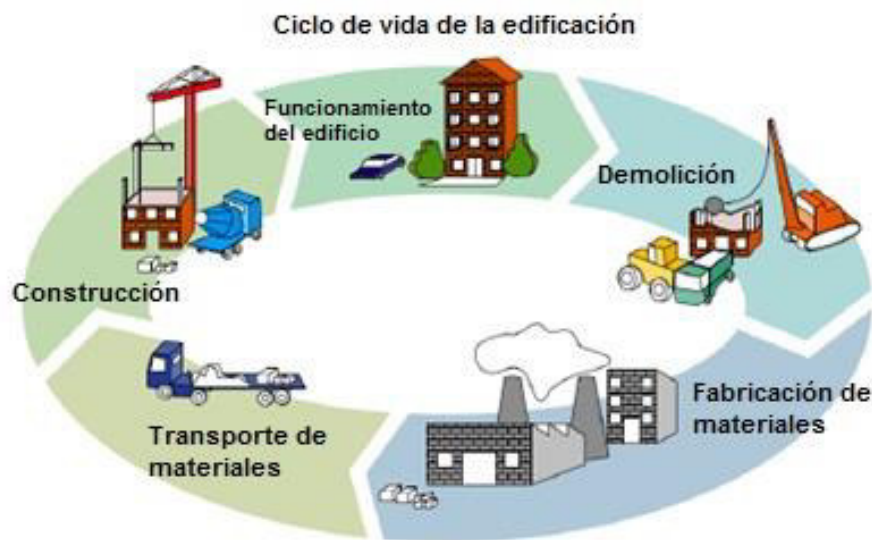 Ciclo de vida de la edificación
Funcionamiento
del edificio
Demolición
Construcción
Fabricación de
materiales
Transporte de
materiales